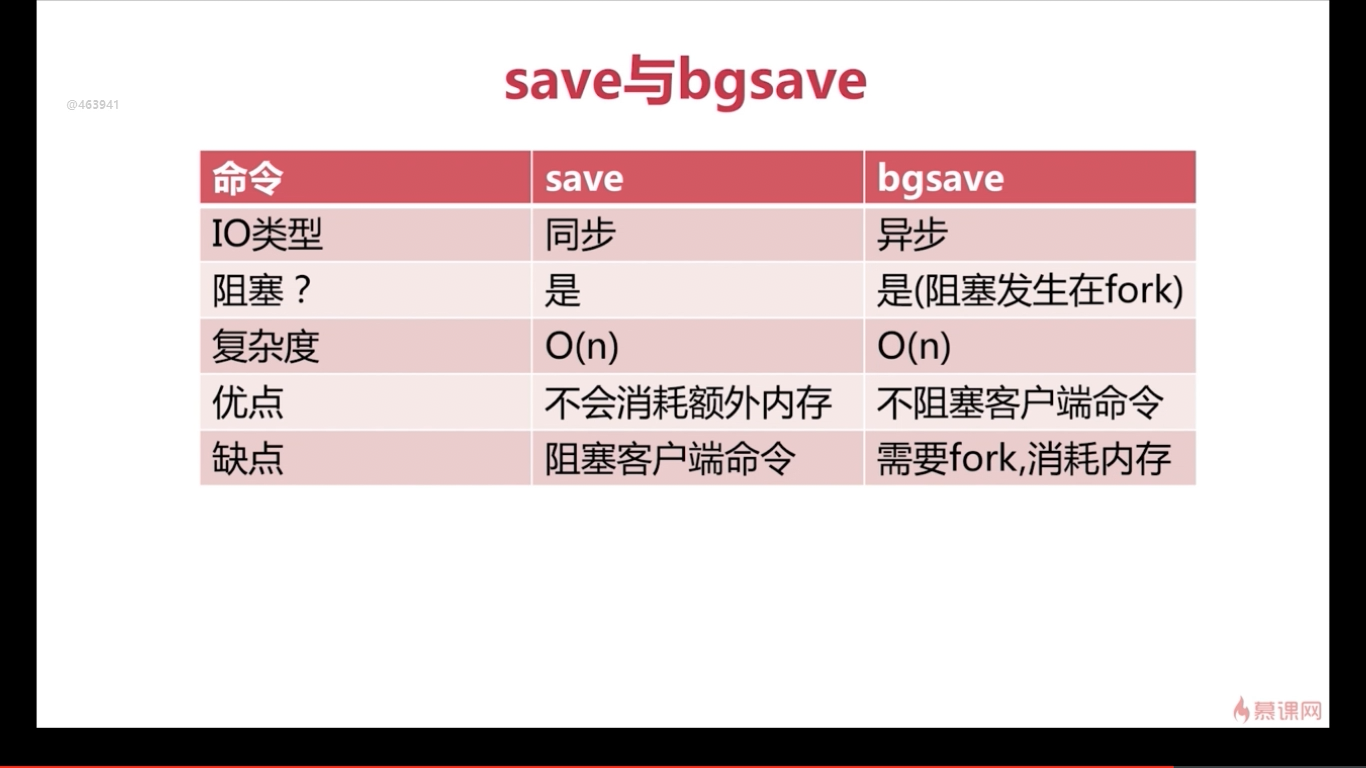 save与bgsave
@463941
命令 save bgsave
IO类型 同步 异步
阻塞？ 是 是(阻塞发生在fork)
复杂度 O(n) O(n)
优点 不会消耗额外内存 不阻塞客户端命令
缺点 阻塞客户端命令 需要fork,消耗内存
慕课网